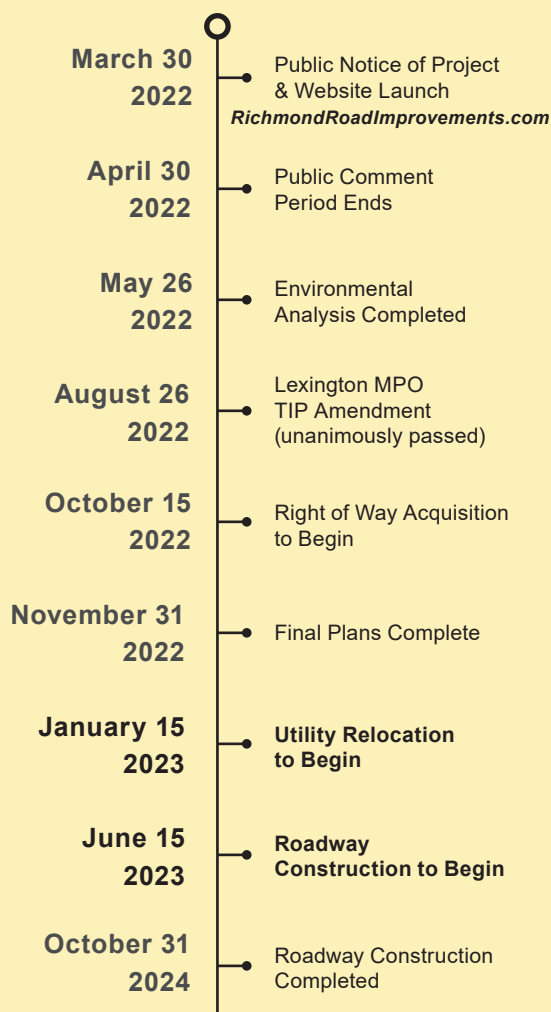 March 30
2022
Public Notice of Project
& Website Launch
RichmondRoadImprovements.com
April 30
2022
Public Comment
Period Ends
May 26
2022
Environmental
Analysis Completed
August 26
2022
Lexington MPO
TIP Amendment
(unanimously passed)
October 15
2022
Right of Way Acquisition
to Begin
November 31
2022
Final Plans Complete
January 15
2023
Utility Relocation
to Begin
June 15
2023
Roadway
Construction to Begin
October 31
2024
Roadway Construction
Completed